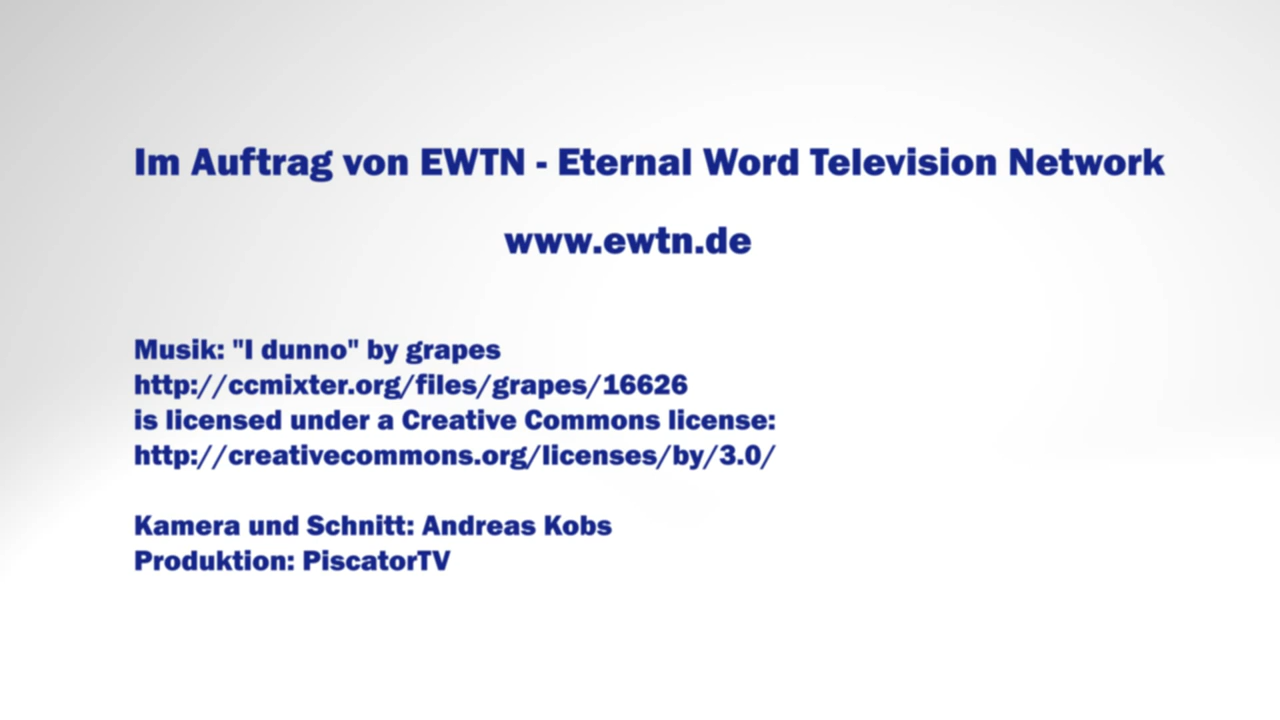 Im Auftrag von EWTN - Eternal Word Television Network
www.ewtn.de
Musik: "I dunno" by grapes
http://ccmixter.org/files/grapes/16626
is licensed under a Creative Commons license:
http://creativecommons.org/licenses/by/3.0/
Kamera und Schnitt: Andreas Kobs
Produktion: PiscatorTV